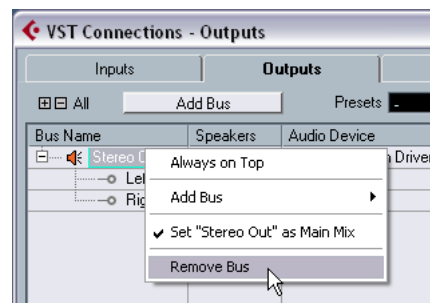 VST Connections - Outputs
Inputs Outputs
All Add Bus Presets -
Bus Name Speakers Audio Device
Stereo
Always on Top
Add Bus
Set "Stereo Out" as Main Mix
Remove Bus